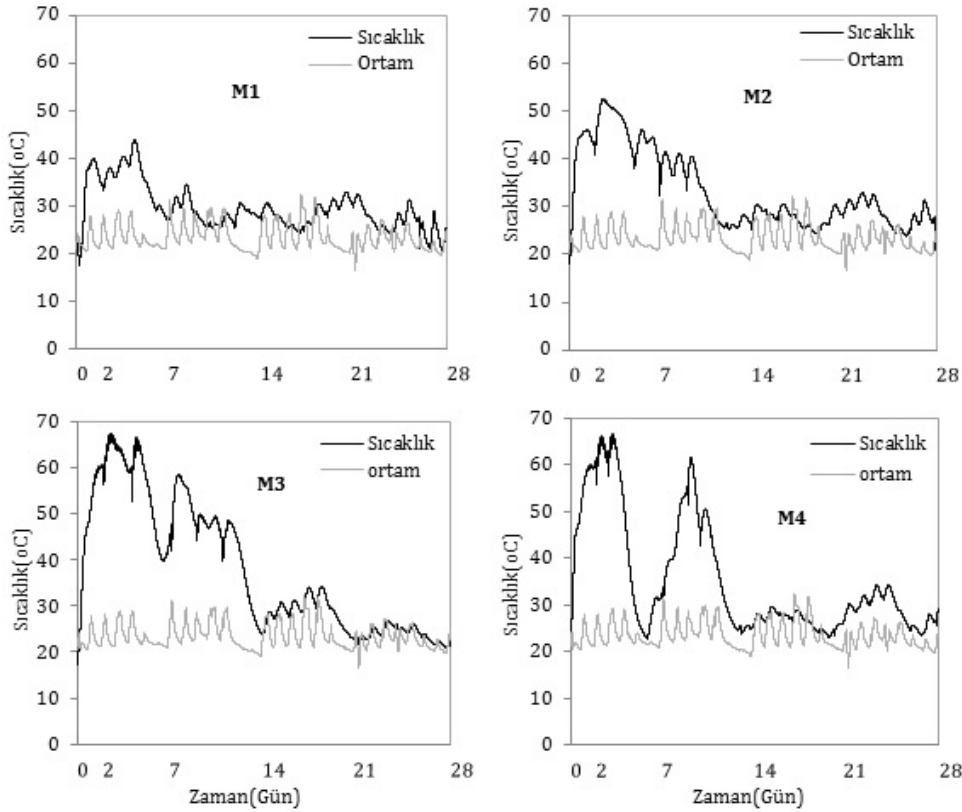 70
60
50
40
30
20
10
0
Sıcaklık(oC)
Sıcaklık
Ortam
M1
0 2 7 14 21 28
70
60
50
40
30
20
10
0
Sıcaklık(oC)
Sıcaklık
Ortam
M2
0 2 7 14 21 28
70
60
50
40
30
20
10
0
Sıcaklık(oC)
Sıcaklık
ortam
M3
0 2 7 14 21 28
Zaman(Gün)
70
60
50
40
30
20
10
0
Sıcaklık(oC)
Sıcaklık
ortam
M4
0 2 7 14 21 28
Zaman(Gün)